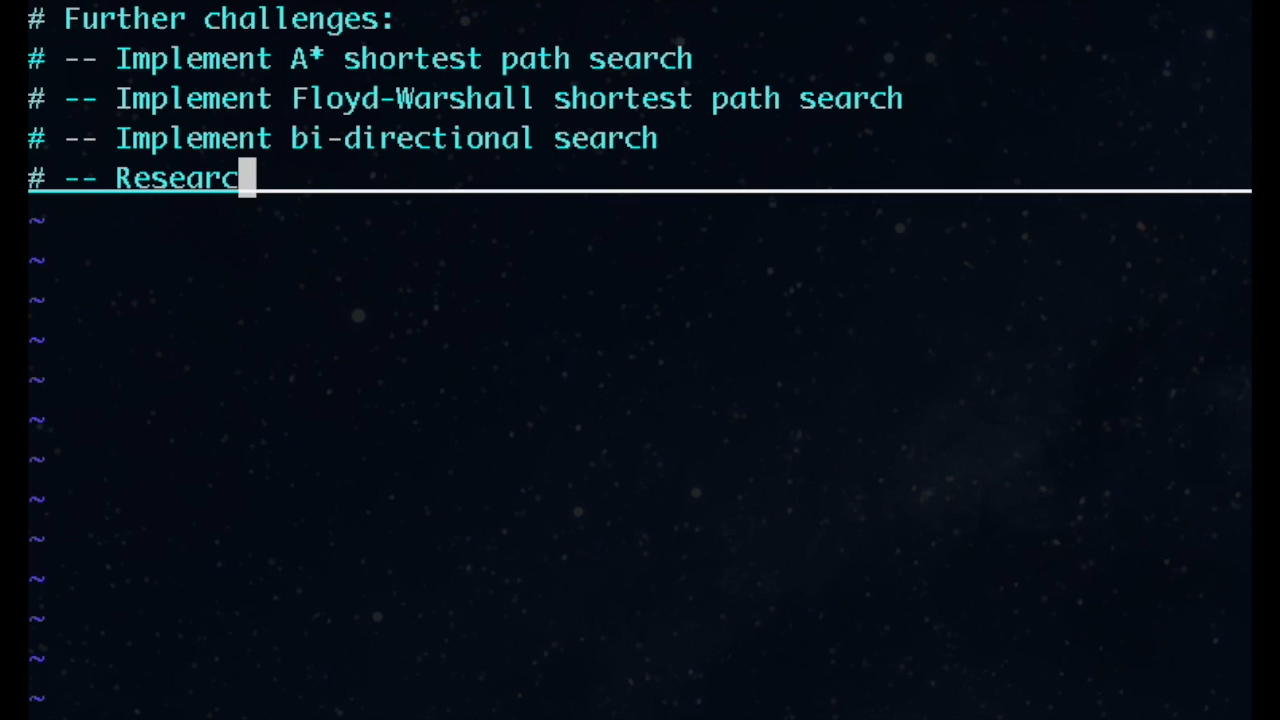 # Further challenges:
# -- Implement A* shortest path search
# -- Implement Floyd-Warshall shortest path search
# -- Implement bi-directional search
# -- Researc
~
~
~
~
~
~
~
~
~
~
~
~
~